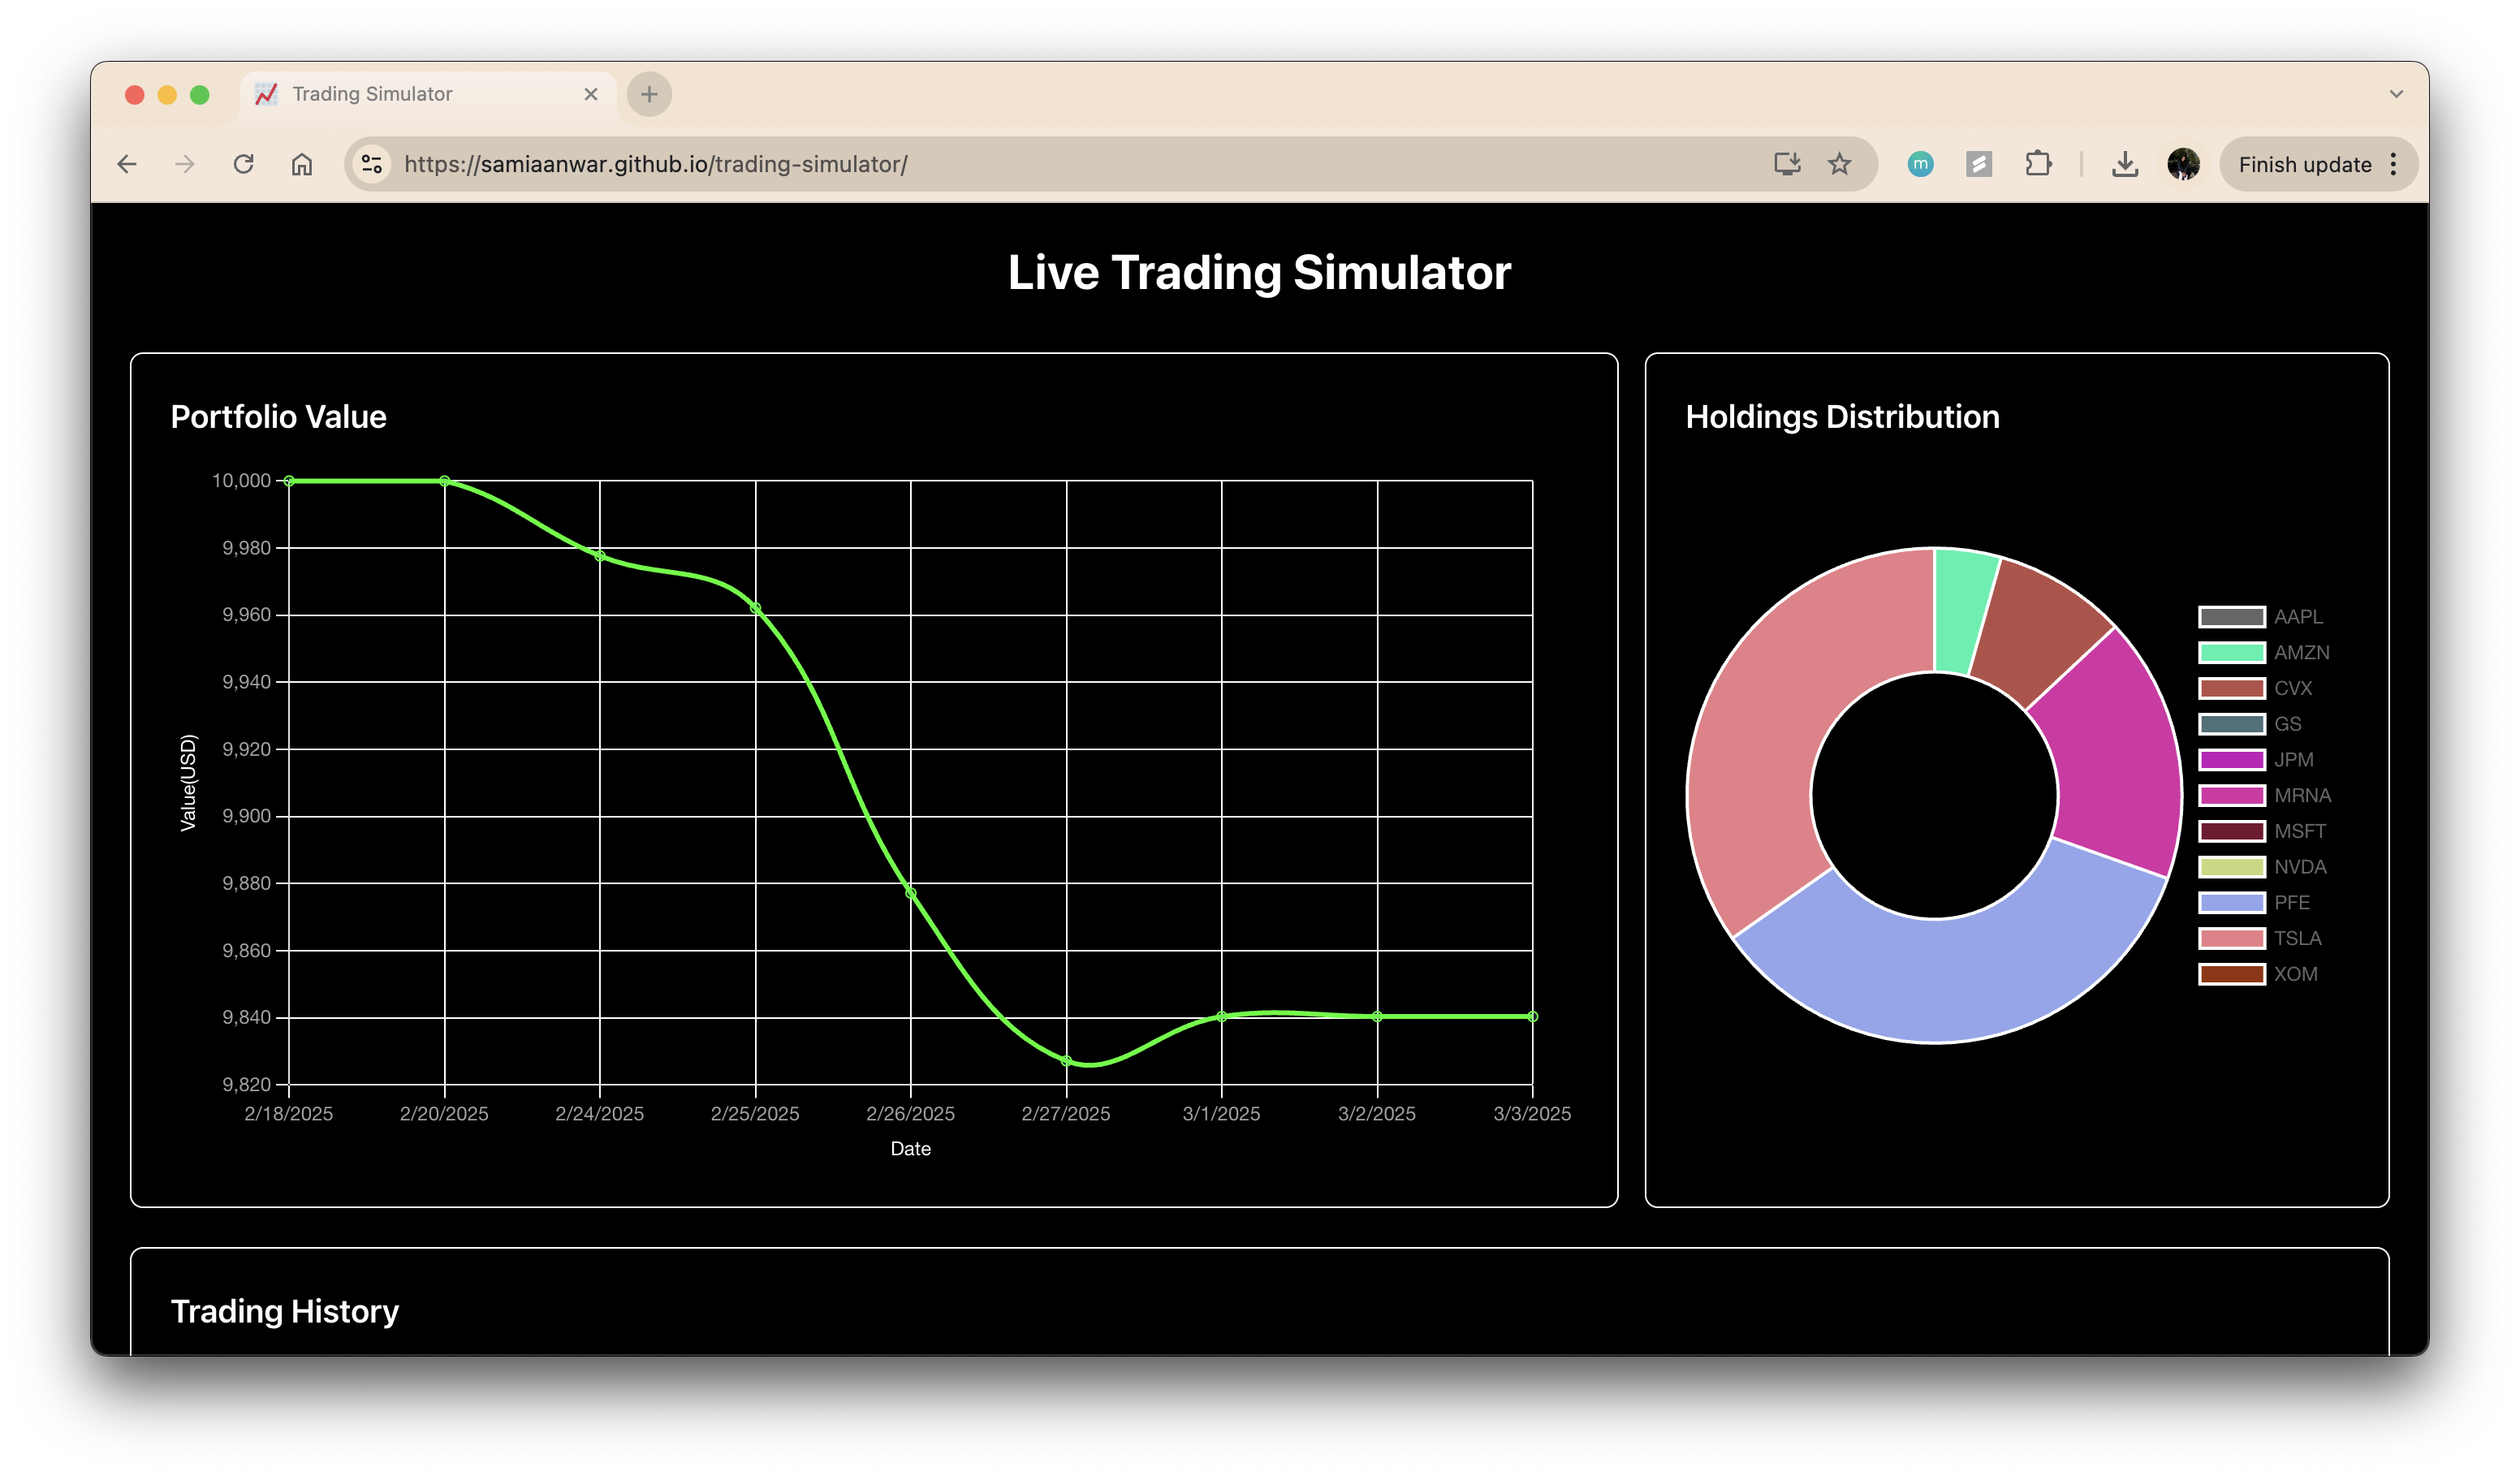 Trading Simulator
https://samiaanwar.github.io/trading-simulator/
m
Finish update
Live Trading Simulator
Portfolio Value
10,000
9,980
9,960
9,940
9,920
9,900
9,880
9,860
9,840
9,820
Value(USD)
2/18/2025 2/20/2025 2/24/2025 2/25/2025 2/26/2025 2/27/2025 3/1/2025 3/2/2025 3/3/2025
Date
Holdings Distribution
AAPL
AMZN
CVX
GS
JPM
MRNA
MSFT
NVDA
PFE
TSLA
XOM
Trading History